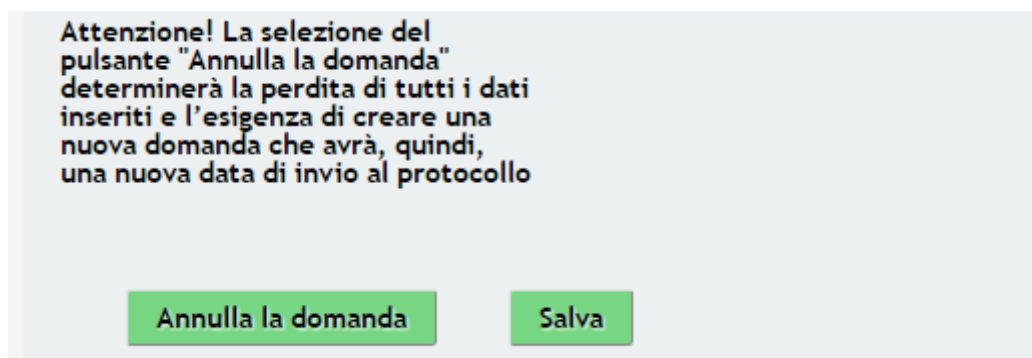 Attenzione! La selezione del
pulsante "Annulla la domanda"
determinerà la perdita di tutti i dati
inseriti e l’esigenza di creare una
nuova domanda che avrà, quindi,
una nuova data di invio al protocollo
Annulla la domanda Salva